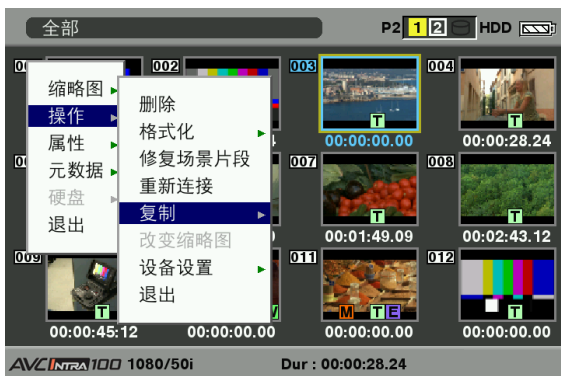 全部
P2 1 2 HDD
00 002 003 004
缩略图
操作
属性
元数据
硬盘
退出
删除
格式化
修复场景片段
重新连接
复制
改变缩略图
设备设置
退出
T T
00:00:00.00 00:00:28.24
00 007 008
T T
00:01:49.09 00:02:43.12
009 011 012
T M T E T
00:00:45:12 00:00:00.00 00:00:00.00 00:00:00.00
AVC INTRA 100 1080/50i Dur : 00:00:28.24